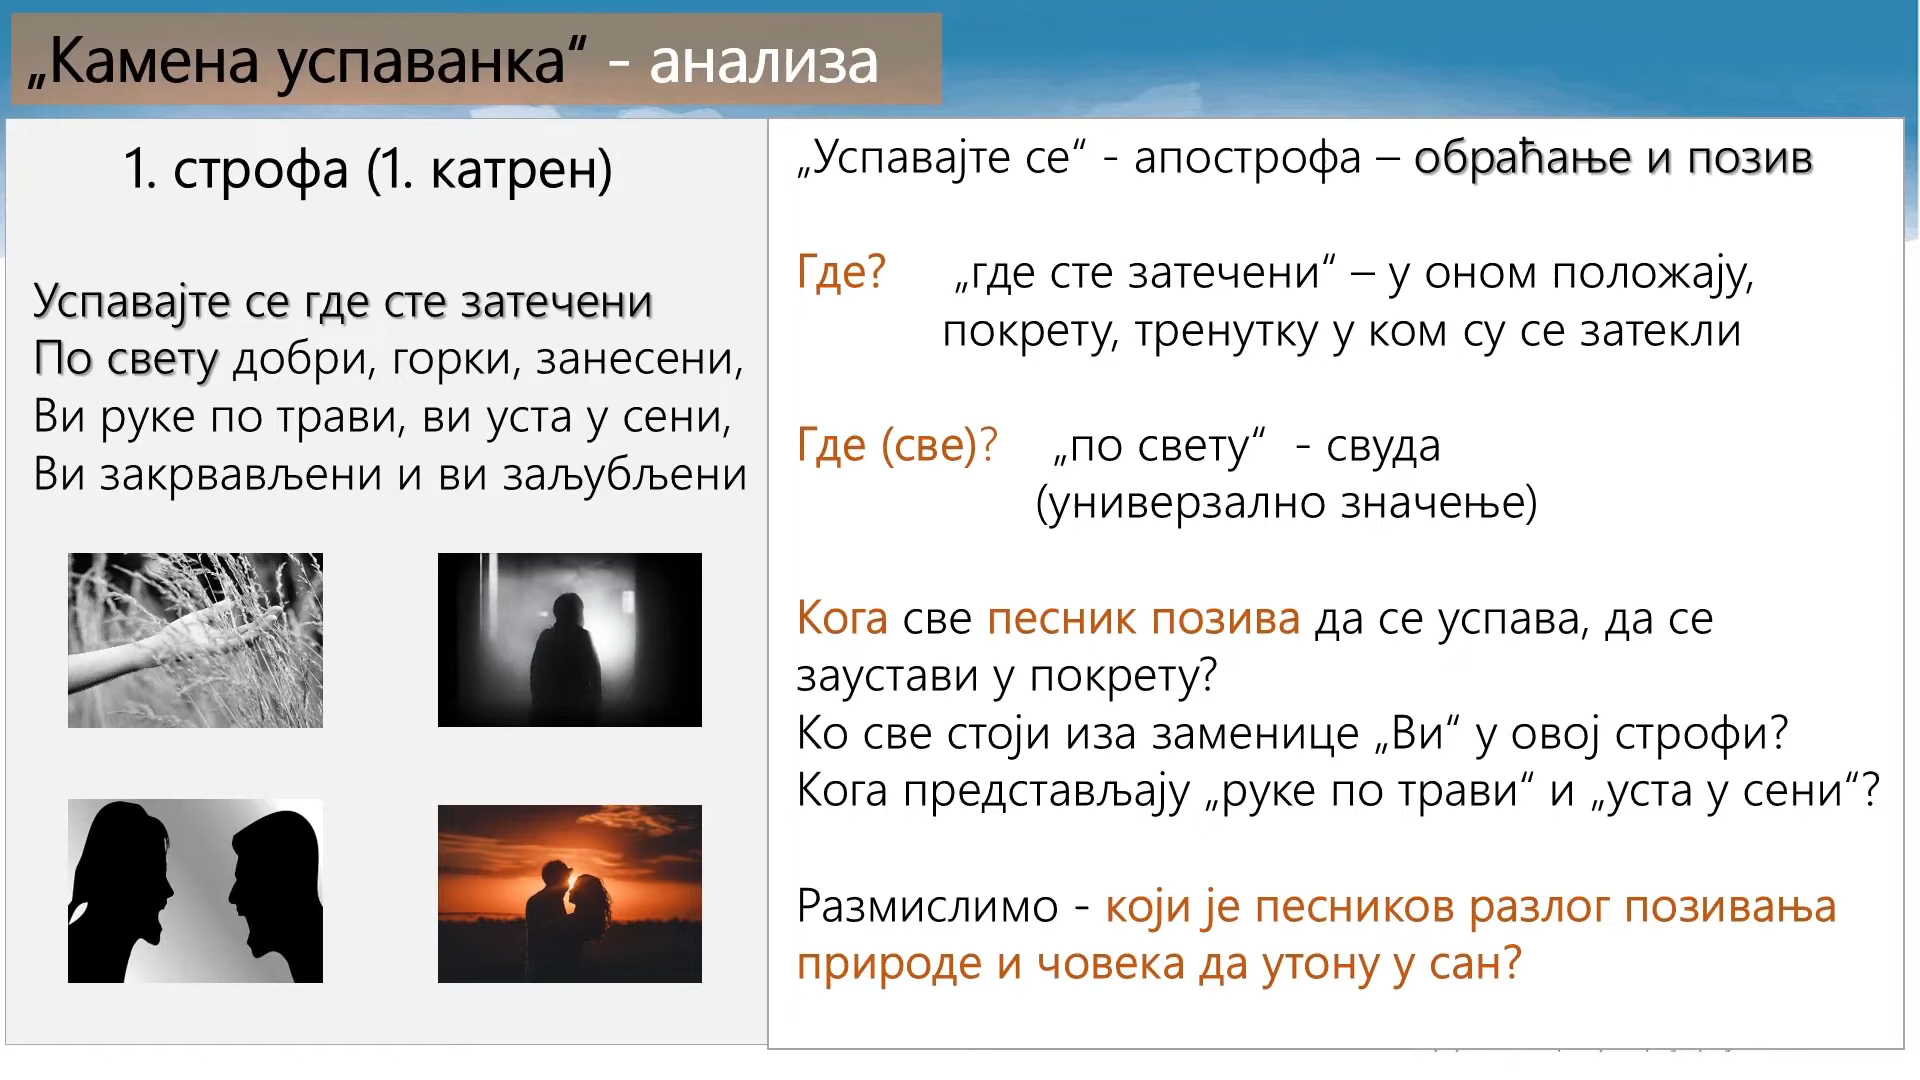 „Камена успаванка“ - анализа
1. строфа (1. катрен)
Успавајте се где сте затечени
По свету добри, горки, занесени,
Ви руке по трави, ви уста у сени,
Ви закрвављени и ви заљубљени
„Успавајте се“ - апострофа – обраћање и позив
Где? „где сте затечени“ – у оном положају,
покрету, тренутку у ком су се затекли
Где (све)? „по свету“ - свуда
(универзално значење)
Кога све песник позива да се успава, да се
заустави у покрету?
Ко све стоји иза заменице „Ви“ у овој строфи?
Кога представљају „руке по трави“ и „уста у сени“?
Размислимо - који је песников разлог позивања
природе и човека да утону у сан?